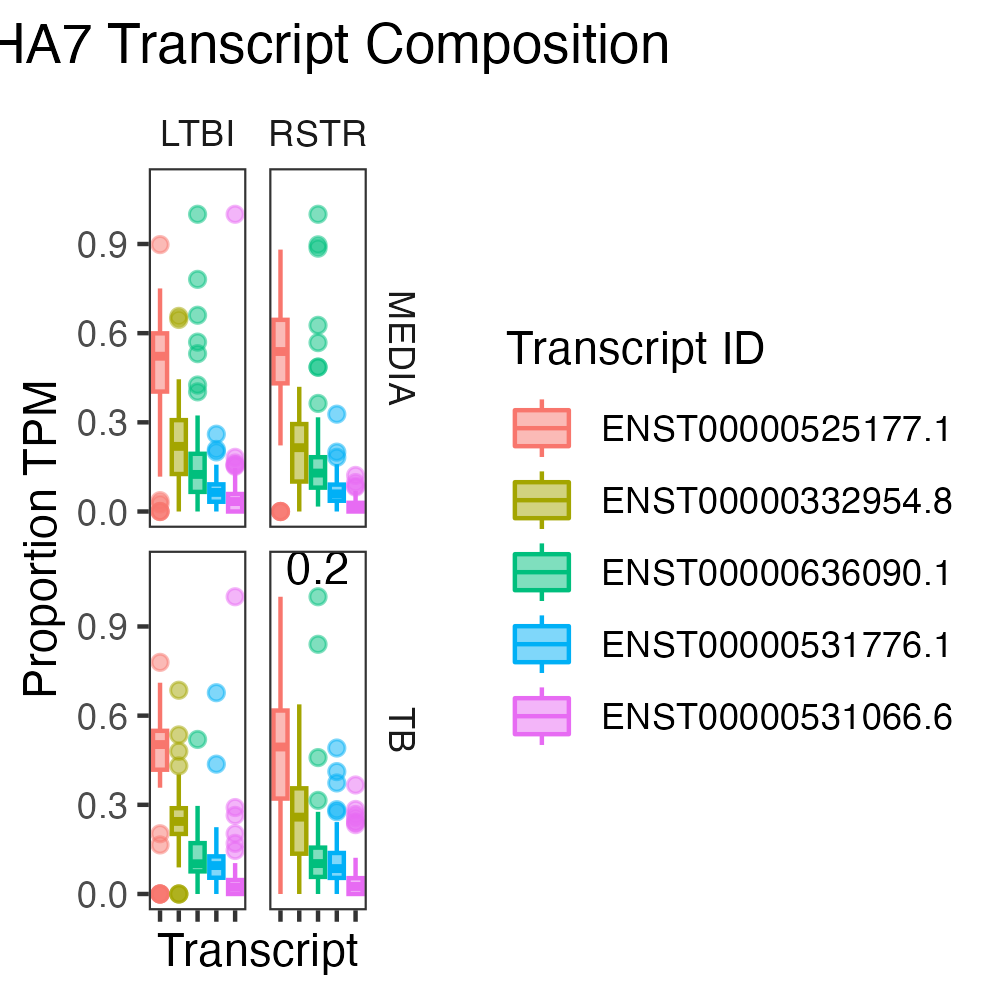 HA7 Transcript Composition
LTBI RSTR
MEDIA
0.9
0.6
0.3
0.0
TB
0.2
0.9
0.6
0.3
0.0
Proportion TPM
Transcript
Transcript ID
ENST00000525177.1
ENST00000332954.8
ENST00000636090.1
ENST00000531776.1
ENST00000531066.6